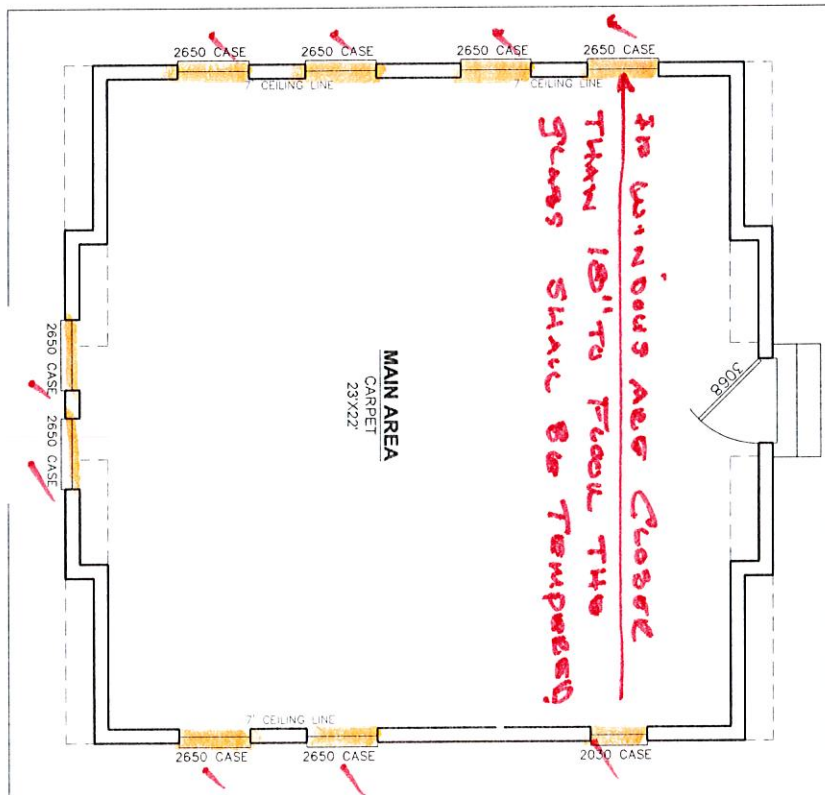 2650 CASE
2650 CASE
2650 CASE
2650 CASE
7' CEILING LINE
7' CEILING LINE
IF WINDOWS ARE CLOSER
THAN 18" TO FLOOR THE
GLASS SHALL BE TEMPERED
3068
2650 CASE
2650 CASE
MAIN AREA
CARPET
23'X22'
7' CEILING LINE
2650 CASE
2650 CASE
2030 CASE